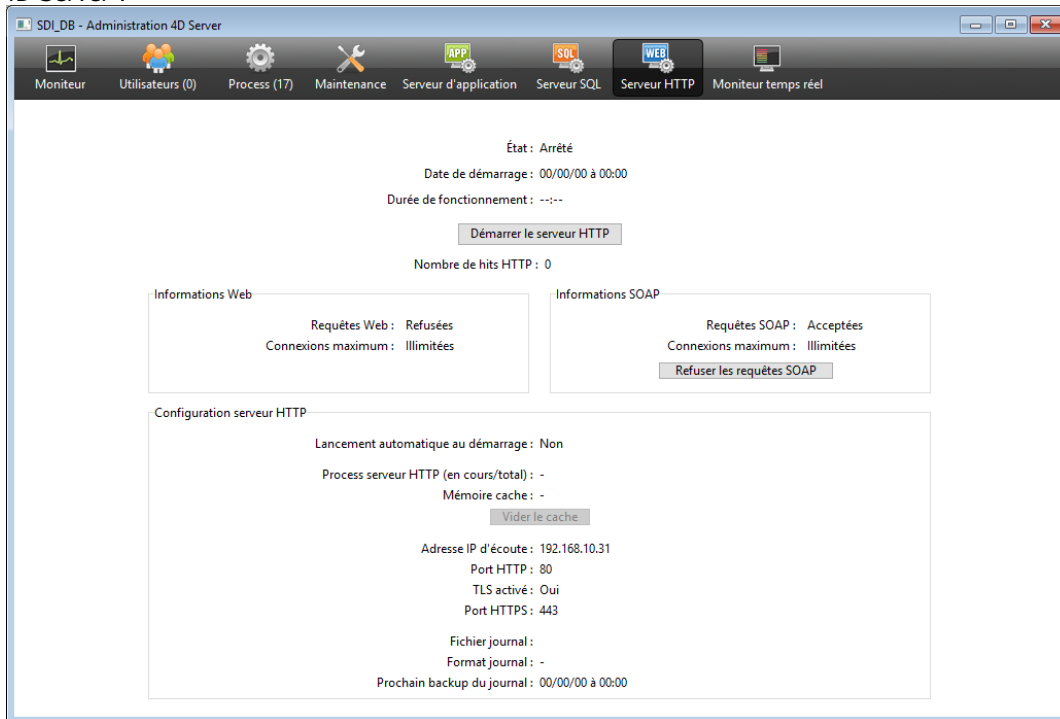 SDI_DB - Administration 4D Server
APP SQL WEB
Moniteur Utilisateurs (0) Process (17) Maintenance Serveur d'application Serveur SQL Serveur HTTP Moniteur temps réel
État : Arrêté
Date de démarrage : 00/00/00 à 00:00
Durée de fonctionnement : --:--
Démarrer le serveur HTTP
Nombre de hits HTTP : 0
Informations Web
Requêtes Web : Refusées
Connexions maximum : Illimitées
Informations SOAP
Requêtes SOAP : Acceptées
Connexions maximum : Illimitées
Refuser les requêtes SOAP
Configuration serveur HTTP
Lancement automatique au démarrage : Non
Process serveur HTTP (en cours/total) : -
Mémoire cache : -
Vider le cache
Adresse IP d'écoute : 192.168.10.31
Port HTTP : 80
TLS activé : Oui
Port HTTPS : 443
Fichier journal :
Format journal : -
Prochain backup du journal : 00/00/00 à 00:00